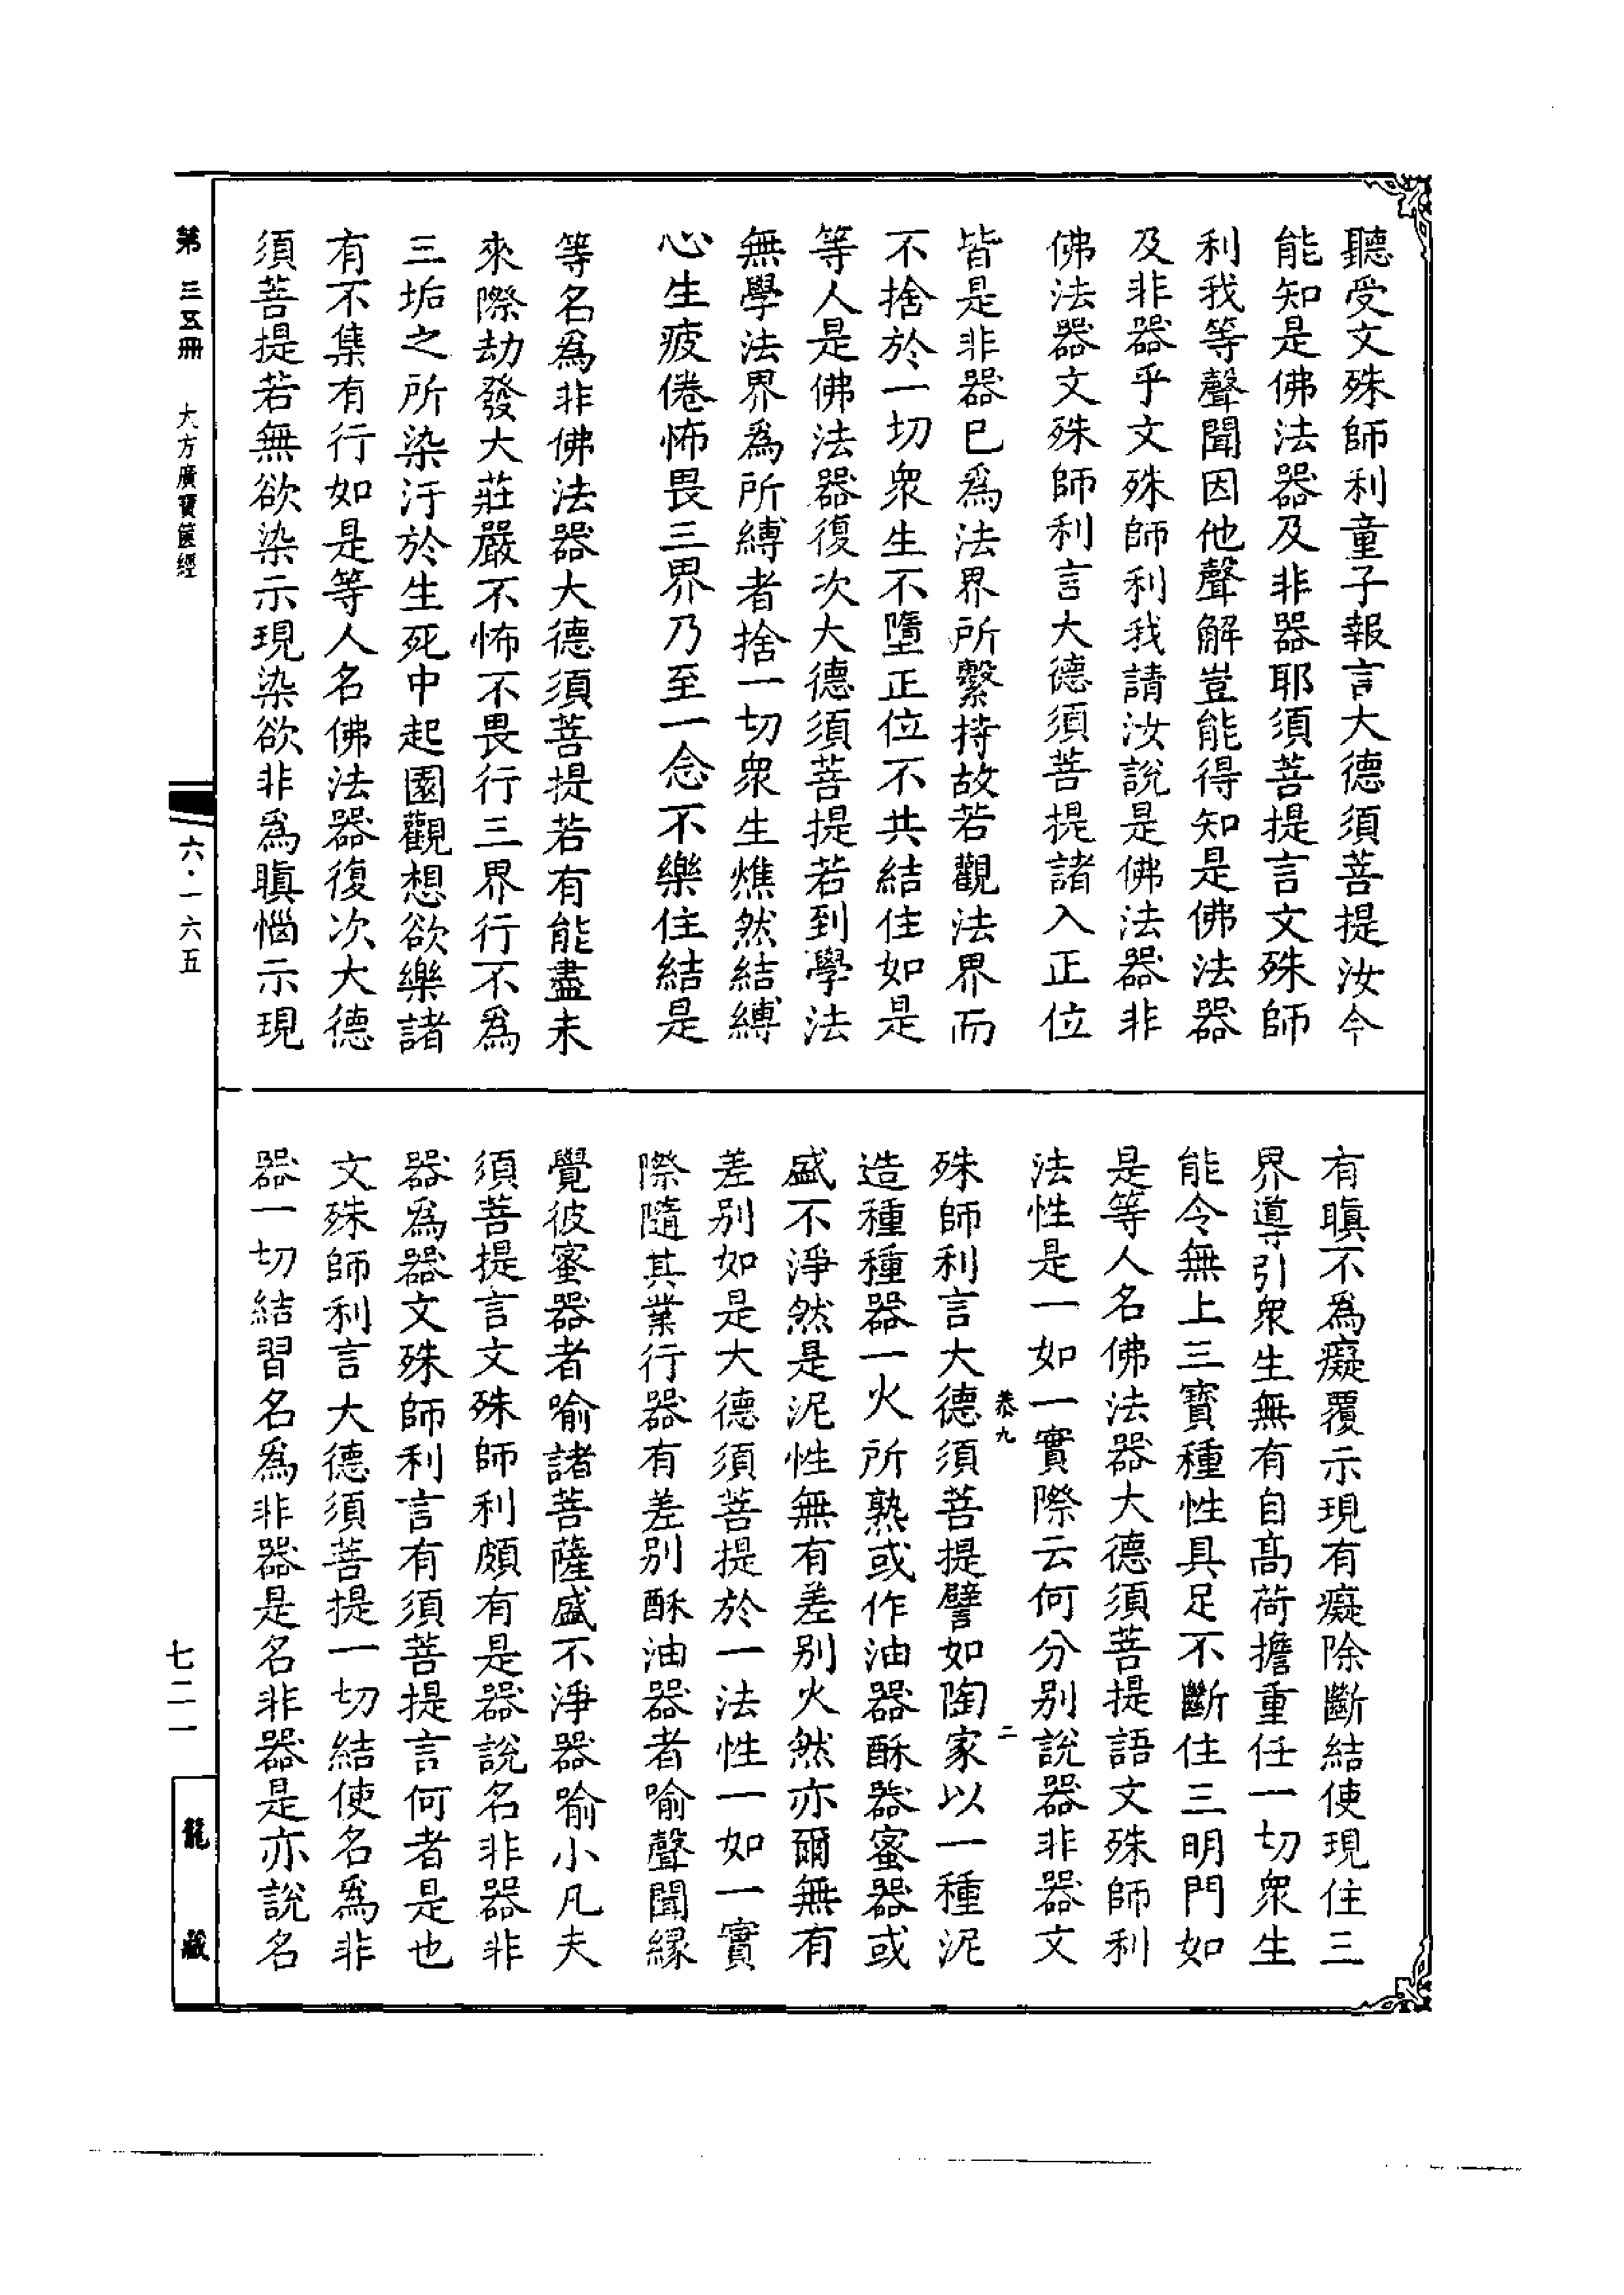 聽受文殊師利童子報言大德須菩提汝今
能知是佛法器及非器耶須菩提言文殊師
利我等聲聞因他聲解豈能得知是佛法器
及非器乎文殊師利我請汝說是佛法器非
佛法器文殊師利言大德須菩提諸入正位
皆是非器已為法界所繫持故若觀法界而
不捨於一切眾生不墮正位不共結住如是
等人是佛法器復次大德須菩提若到學法
無學法界為所縛者捨一切眾生燋然結縛
心生疲倦怖畏三界乃至一念不樂住結是
等名為非佛法器大德須菩提若有能盡未
來際劫發大莊嚴不怖不畏行三界行不為
三垢之所染汙於生死中起園觀想欲樂諸
有不集有行如是等人名佛法器復次大德
須菩提若無欲染示現染欲非為瞋惱示現
有瞋不為癡覆示現有癡除斷結使現住三
界導引眾生無有自高荷擔重任一切眾生
能令無上三寶種性具足不斷住三明門如
是等人名佛法器大德須菩提語文殊師利
法性是一如一實際云何分別說器非器文
卷九 二
殊師利言大德須菩提譬如陶家以一種泥
造種種器一火所熟或作油器酥器蜜器或
盛不淨然是泥性無有差別火然亦爾無有
差別如是大德須菩提於一法性一如一實
際隨其業行器有差別酥油器者喻聲聞緣
覺彼蜜器者喻諸菩薩盛不淨器喻小凡夫
須菩提言文殊師利頗有是器說名非器非
器為器文殊師利言有須菩提言何者是也
文殊師利言大德須菩提一切結使名為非
器一切結習名為非器是名非器是亦說名
第三五冊 大方廣寶篋經
六·一六五
七二一
龍藏